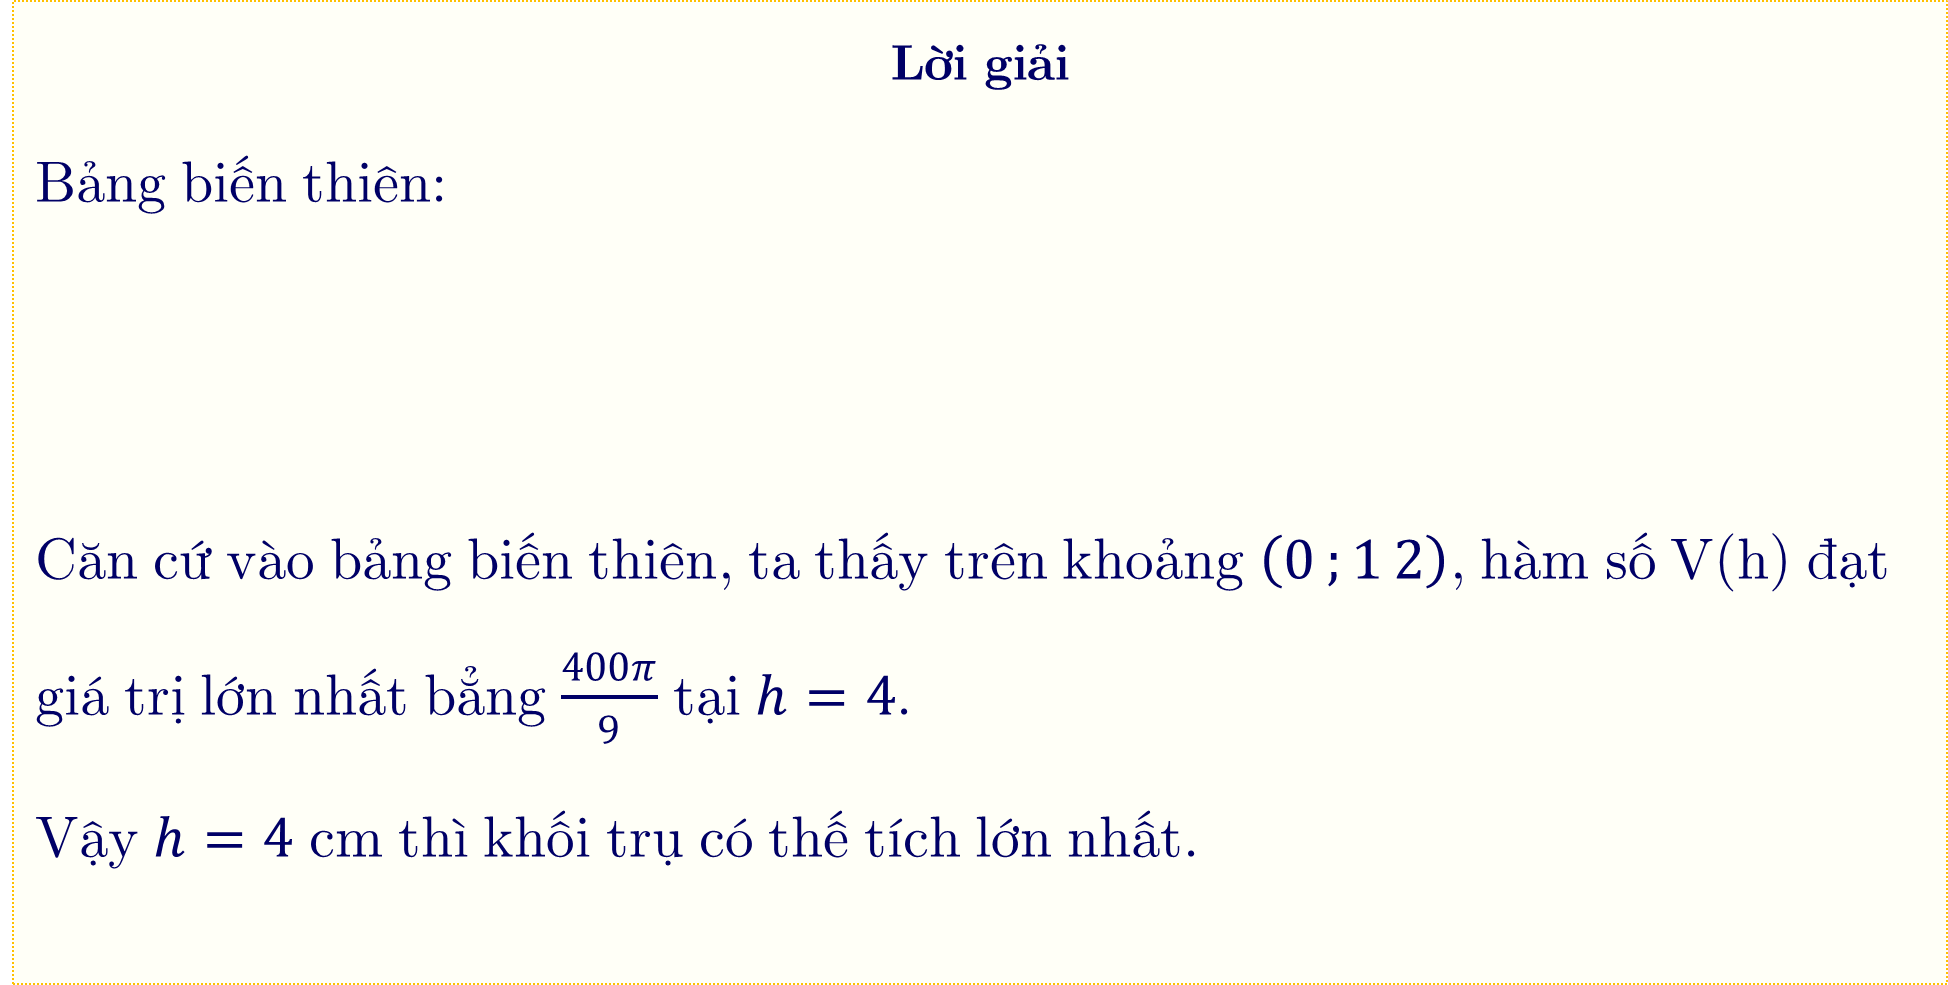 Lời giải
Bảng biến thiên:
Căn cứ vào bảng biến thiên, ta thấy trên khoảng (0 ; 1 2), hàm số V(h) đạt
giá trị lớn nhất bằng \frac{400π}{9} tại h = 4.
Vậy h = 4 cm thì khối trụ có thế tích lớn nhất.